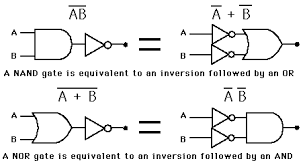 A̅B̅ A̅ + B̅
A
B
=
A
B
A NAND gate is equivalent to an inversion followed by an OR
A̅ ̅+̅ ̅B̅ A̅ B̅
A
B
=
A
B
A NOR gate is equivalent to an inversion followed by an AND